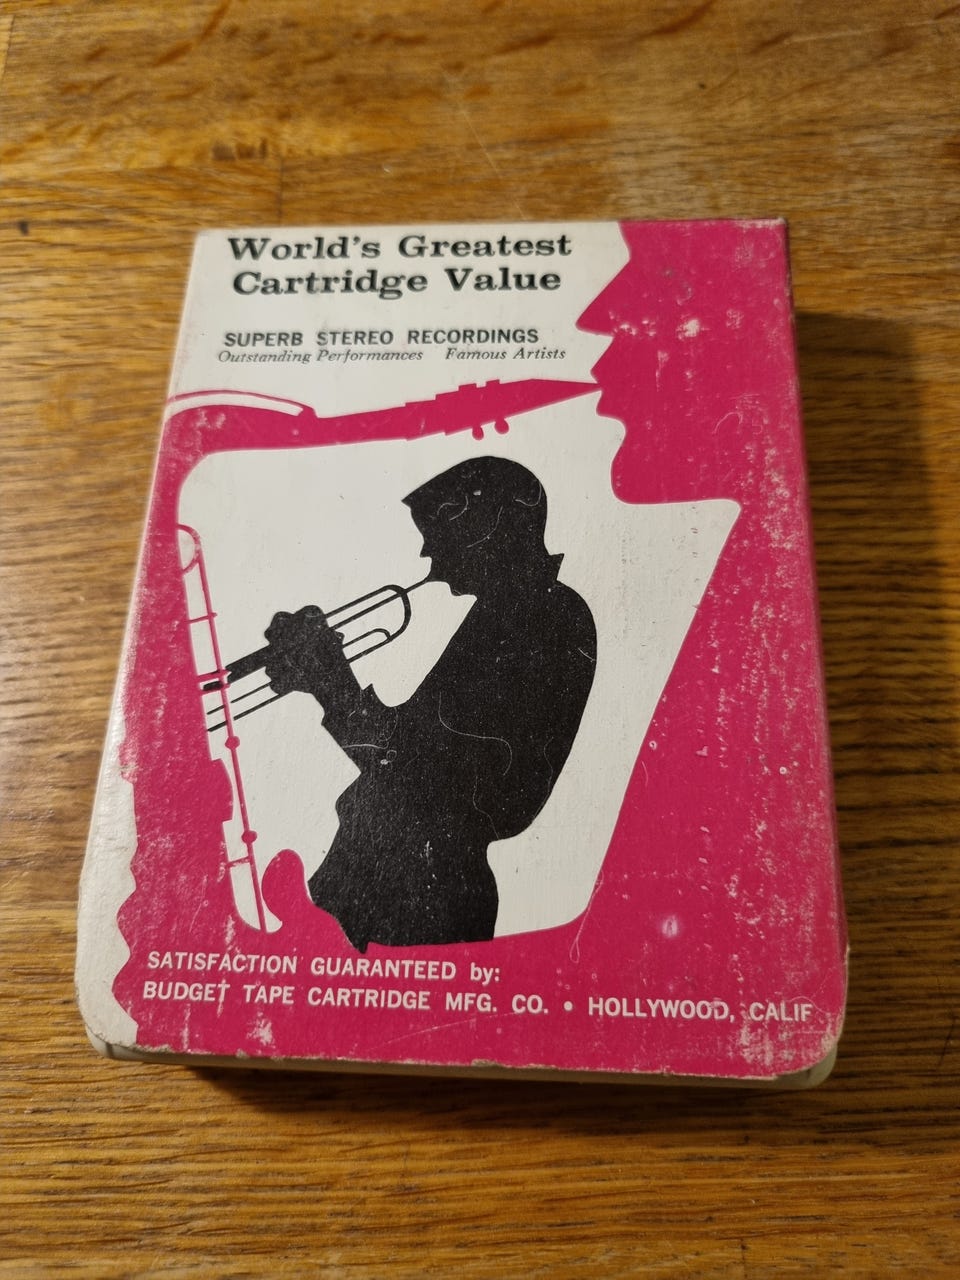 World's Greatest
Cartridge Value
SUPERB STEREO RECORDINGS
Outstanding Performances Famous Artists
SATISFACTION GUARANTEED by:
BUDGET TAPE CARTRIDGE MFG. CO. • HOLLYWOOD, CALIF